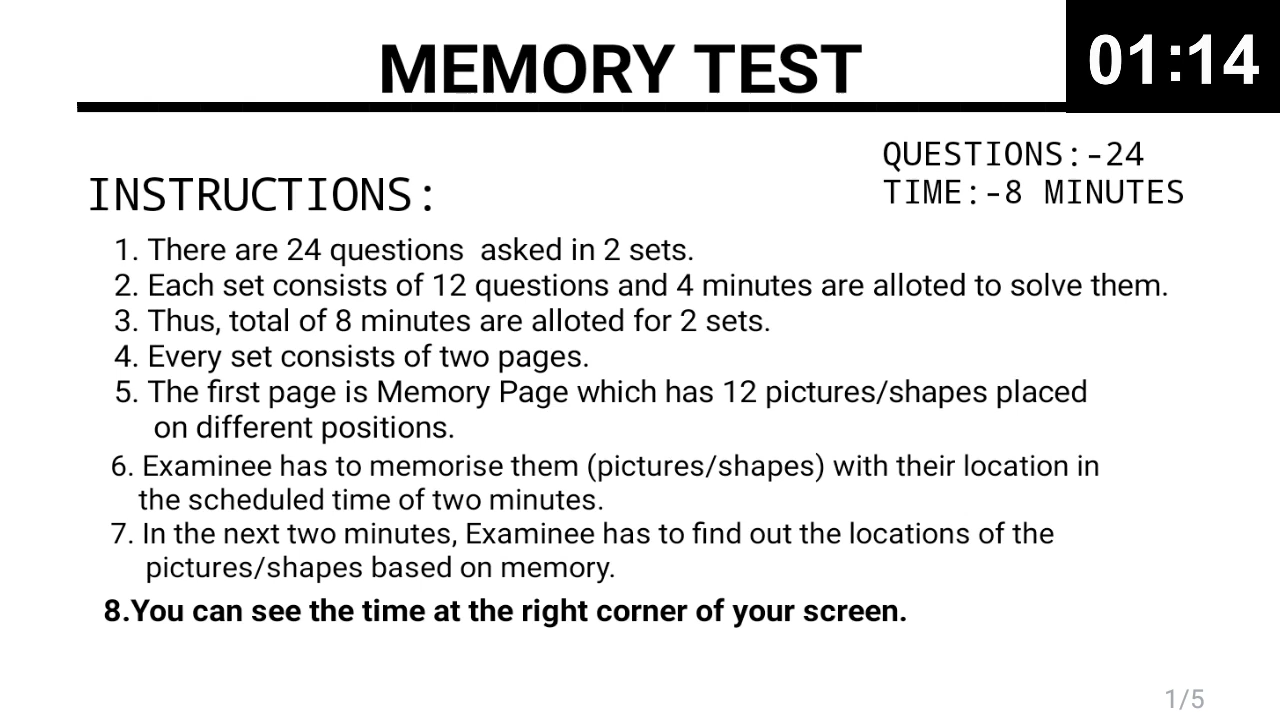 MEMORY TEST
01:14
QUESTIONS:-24
TIME:-8 MINUTES
INSTRUCTIONS:
1. There are 24 questions  asked in 2 sets.
2. Each set consists of 12 questions and 4 minutes are alloted to solve them.
3. Thus, total of 8 minutes are alloted for 2 sets.
4. Every set consists of two pages.
5. The first page is Memory Page which has 12 pictures/shapes placed
on different positions.
6. Examinee has to memorise them (pictures/shapes) with their location in
the scheduled time of two minutes.
7. In the next two minutes, Examinee has to find out the locations of the
pictures/shapes based on memory.
8.You can see the time at the right corner of your screen.
1/5